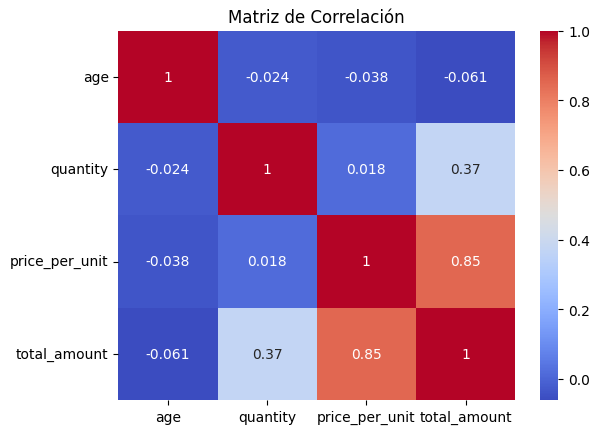 Matriz de Correlación
age 1 -0.024 -0.038 -0.061
quantity -0.024 1 0.018 0.37
price_per_unit -0.038 0.018 1 0.85
total_amount -0.061 0.37 0.85 1
age quantity price_per_unit total_amount
1.0
0.8
0.6
0.4
0.2
0.0